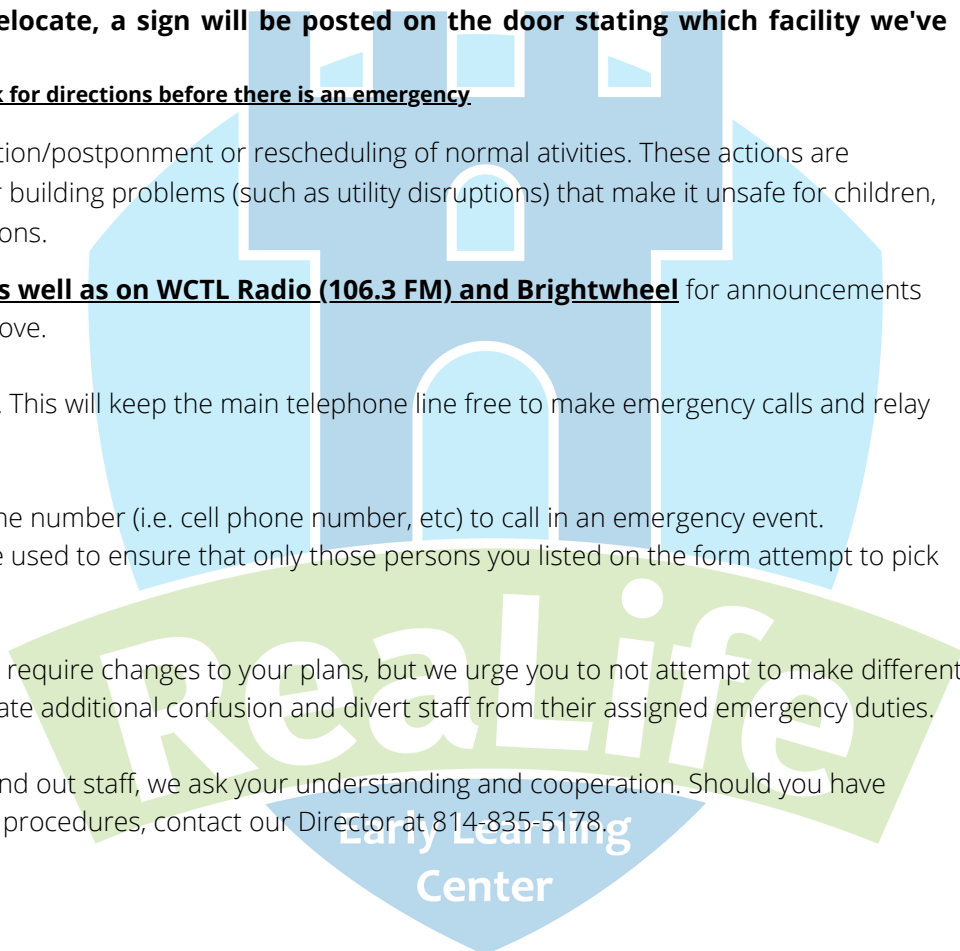 elocate, a sign will be posted on the door stating which facility we've
k for directions before there is an emergency
tion/postponment or rescheduling of normal ativities. These actions are
r building problems (such as utility disruptions) that make it unsafe for children,
ons.
s well as on WCTL Radio (106.3 FM) and Brightwheel for announcements
ove.
. This will keep the main telephone line free to make emergency calls and relay
ne number (i.e. cell phone number, etc) to call in an emergency event.
e used to ensure that only those persons you listed on the form attempt to pick
ReaLife
require changes to your plans, but we urge you to not attempt to make different
ate additional confusion and divert staff from their assigned emergency duties.
nd out staff, we ask your understanding and cooperation. Should you have
procedures, contact our Director at 814-835-5178.
Early Learning
Center